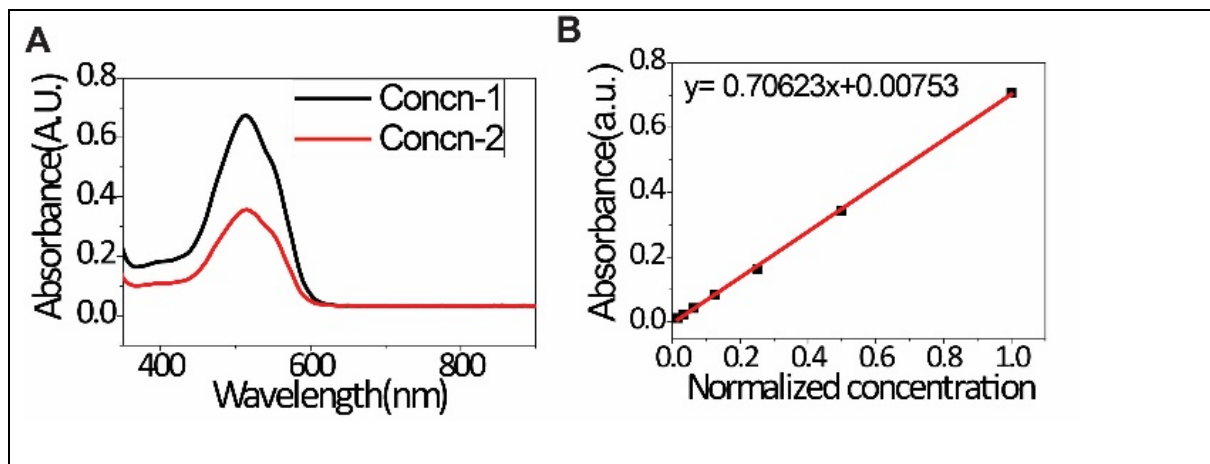 A
Absorbance(A.U.)
0.8
0.6
0.4
0.2
0.0
Concn-1
Concn-2
400
600
800
Wavelength(nm)
B
Absorbance(a.u.)
0.8
0.6
0.4
0.2
0.0
y= 0.70623x+0.00753
0.0
0.2
0.4
0.6
0.8
1.0
Normalized concentration